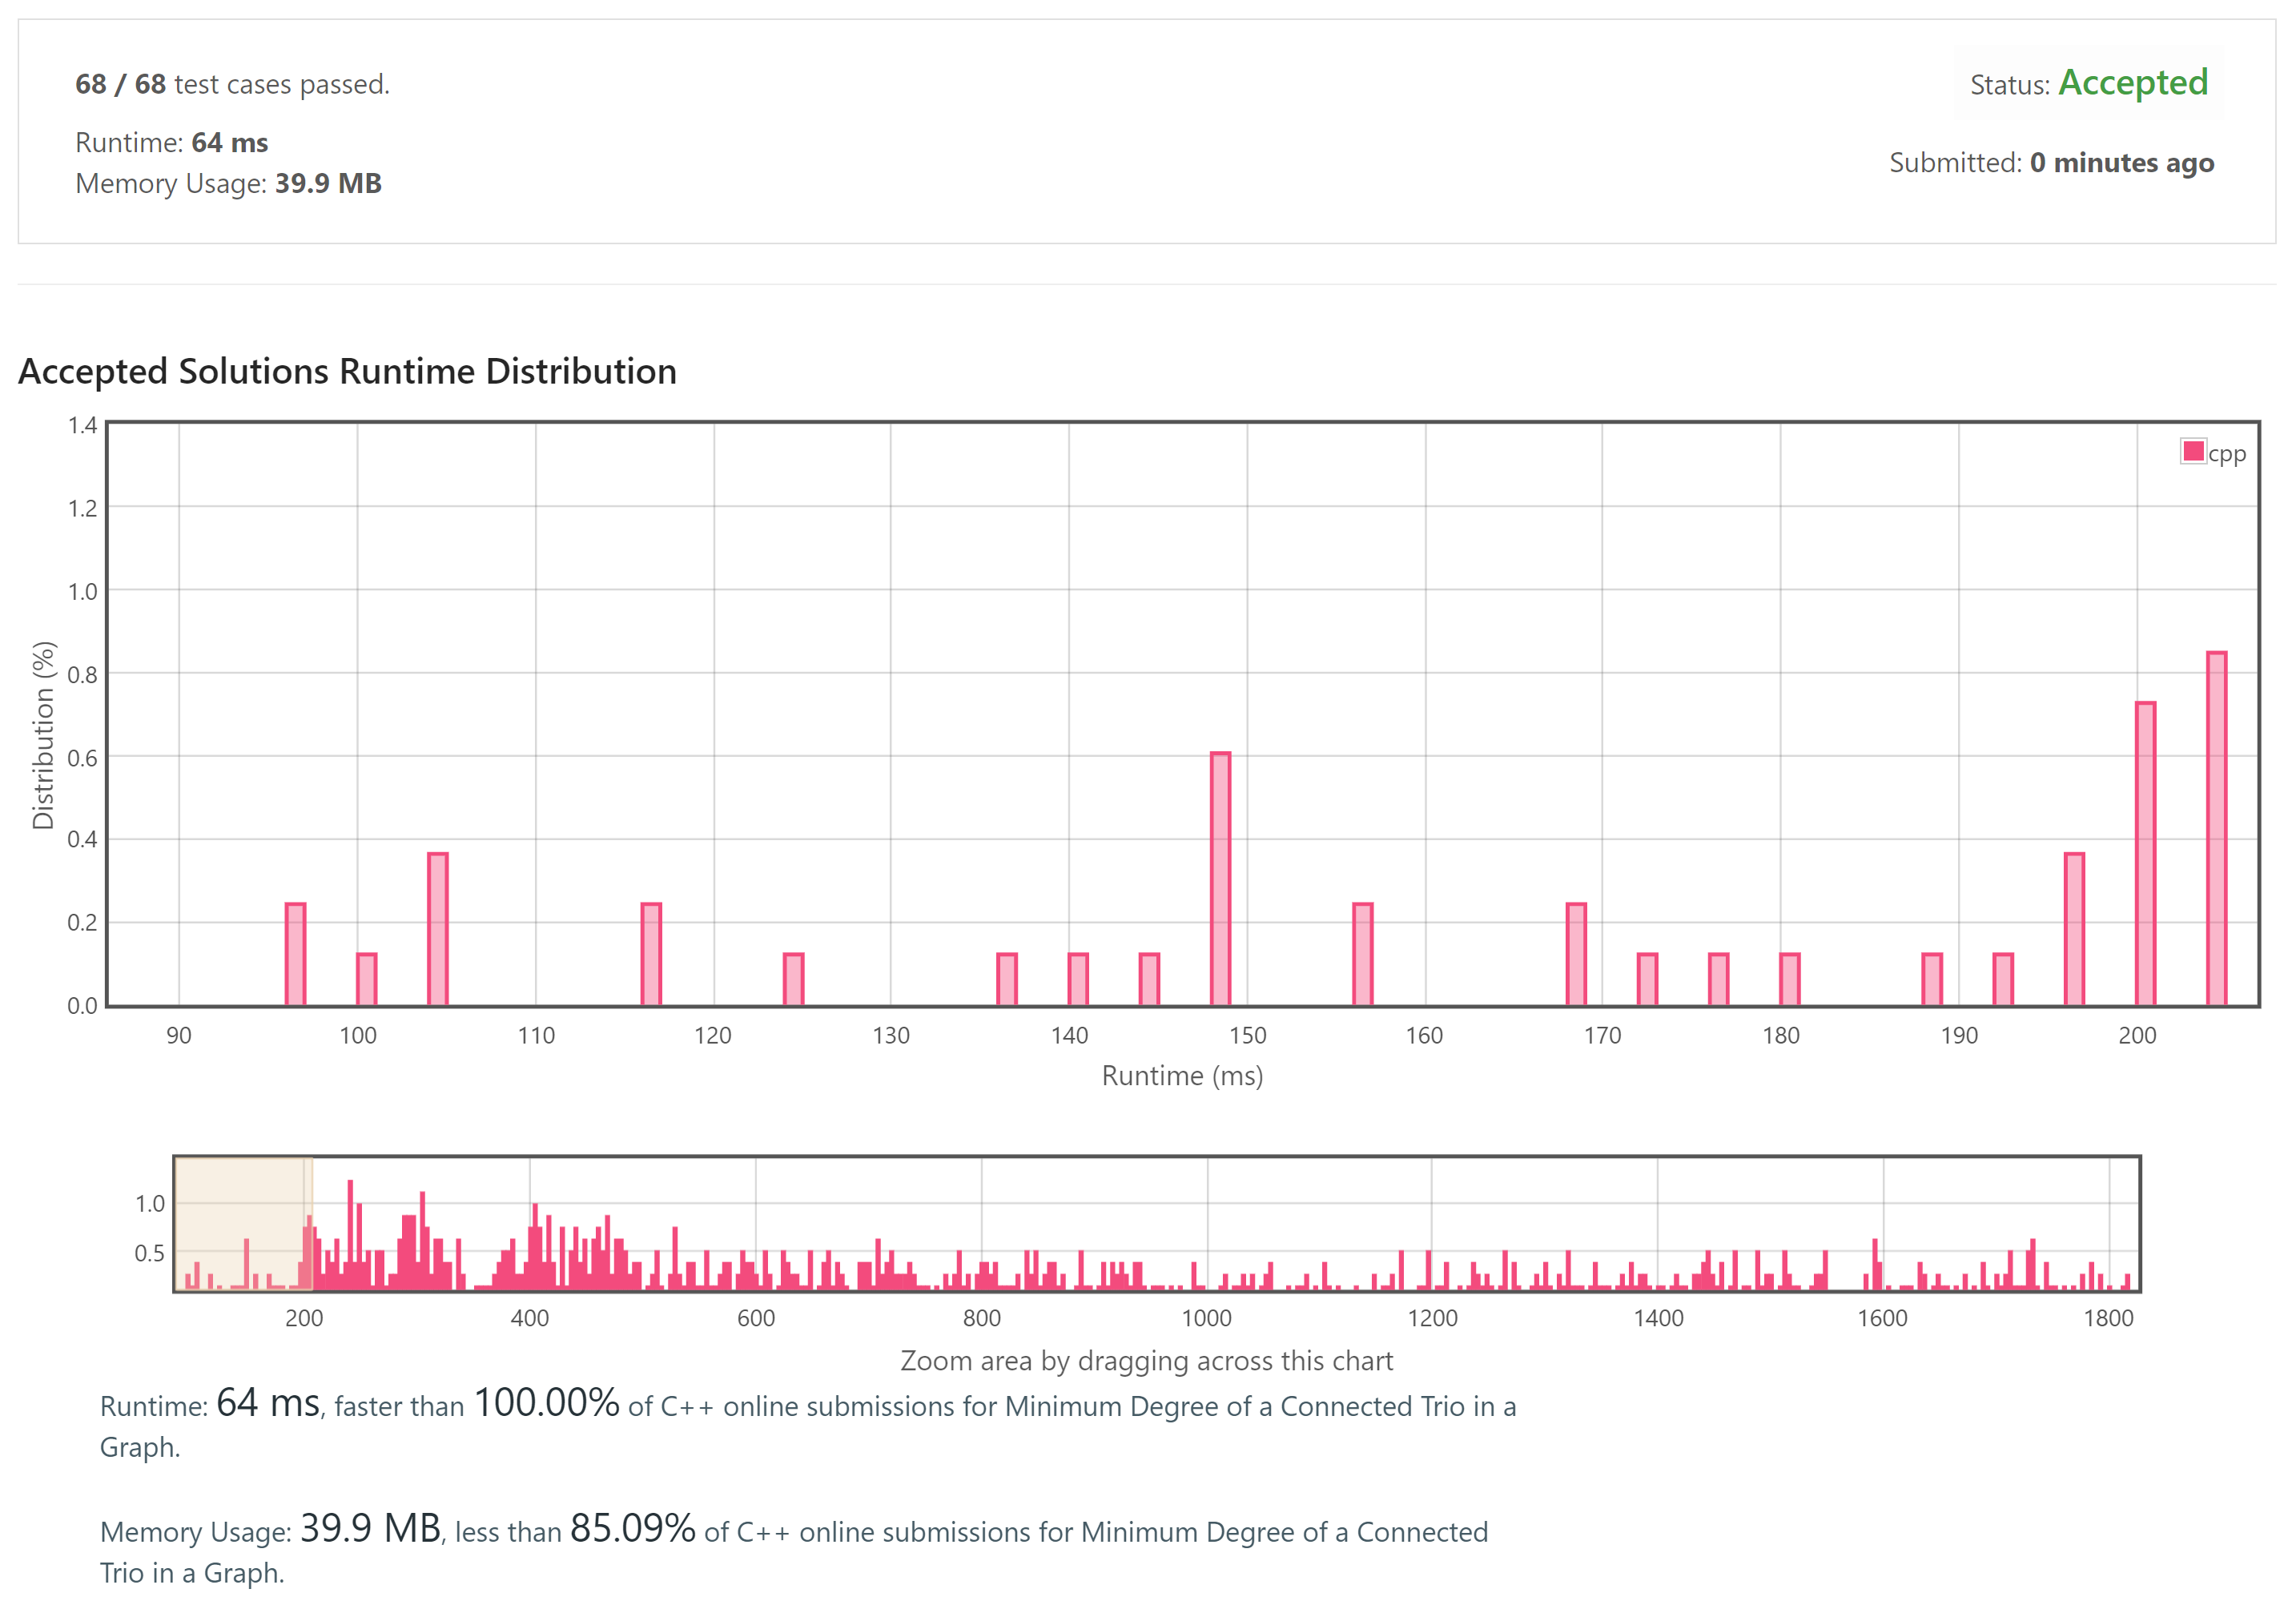 68 / 68 test cases passed.
Status: Accepted
Runtime: 64 ms
Submitted: 0 minutes ago
Memory Usage: 39.9 MB
Accepted Solutions Runtime Distribution
1.4
cpp
1.2
1.0
0.8
0.6
0.4
0.2
0.0
Distribution (%)
90 100 110 120 130 140 150 160 170 180 190 200
Runtime (ms)
1.0
0.5
200 400 600 800 1000 1200 1400 1600 1800
Zoom area by dragging across this chart
Runtime: 64 ms, faster than 100.00% of C++ online submissions for Minimum Degree of a Connected Trio in a
Graph.
Memory Usage: 39.9 MB, less than 85.09% of C++ online submissions for Minimum Degree of a Connected
Trio in a Graph.